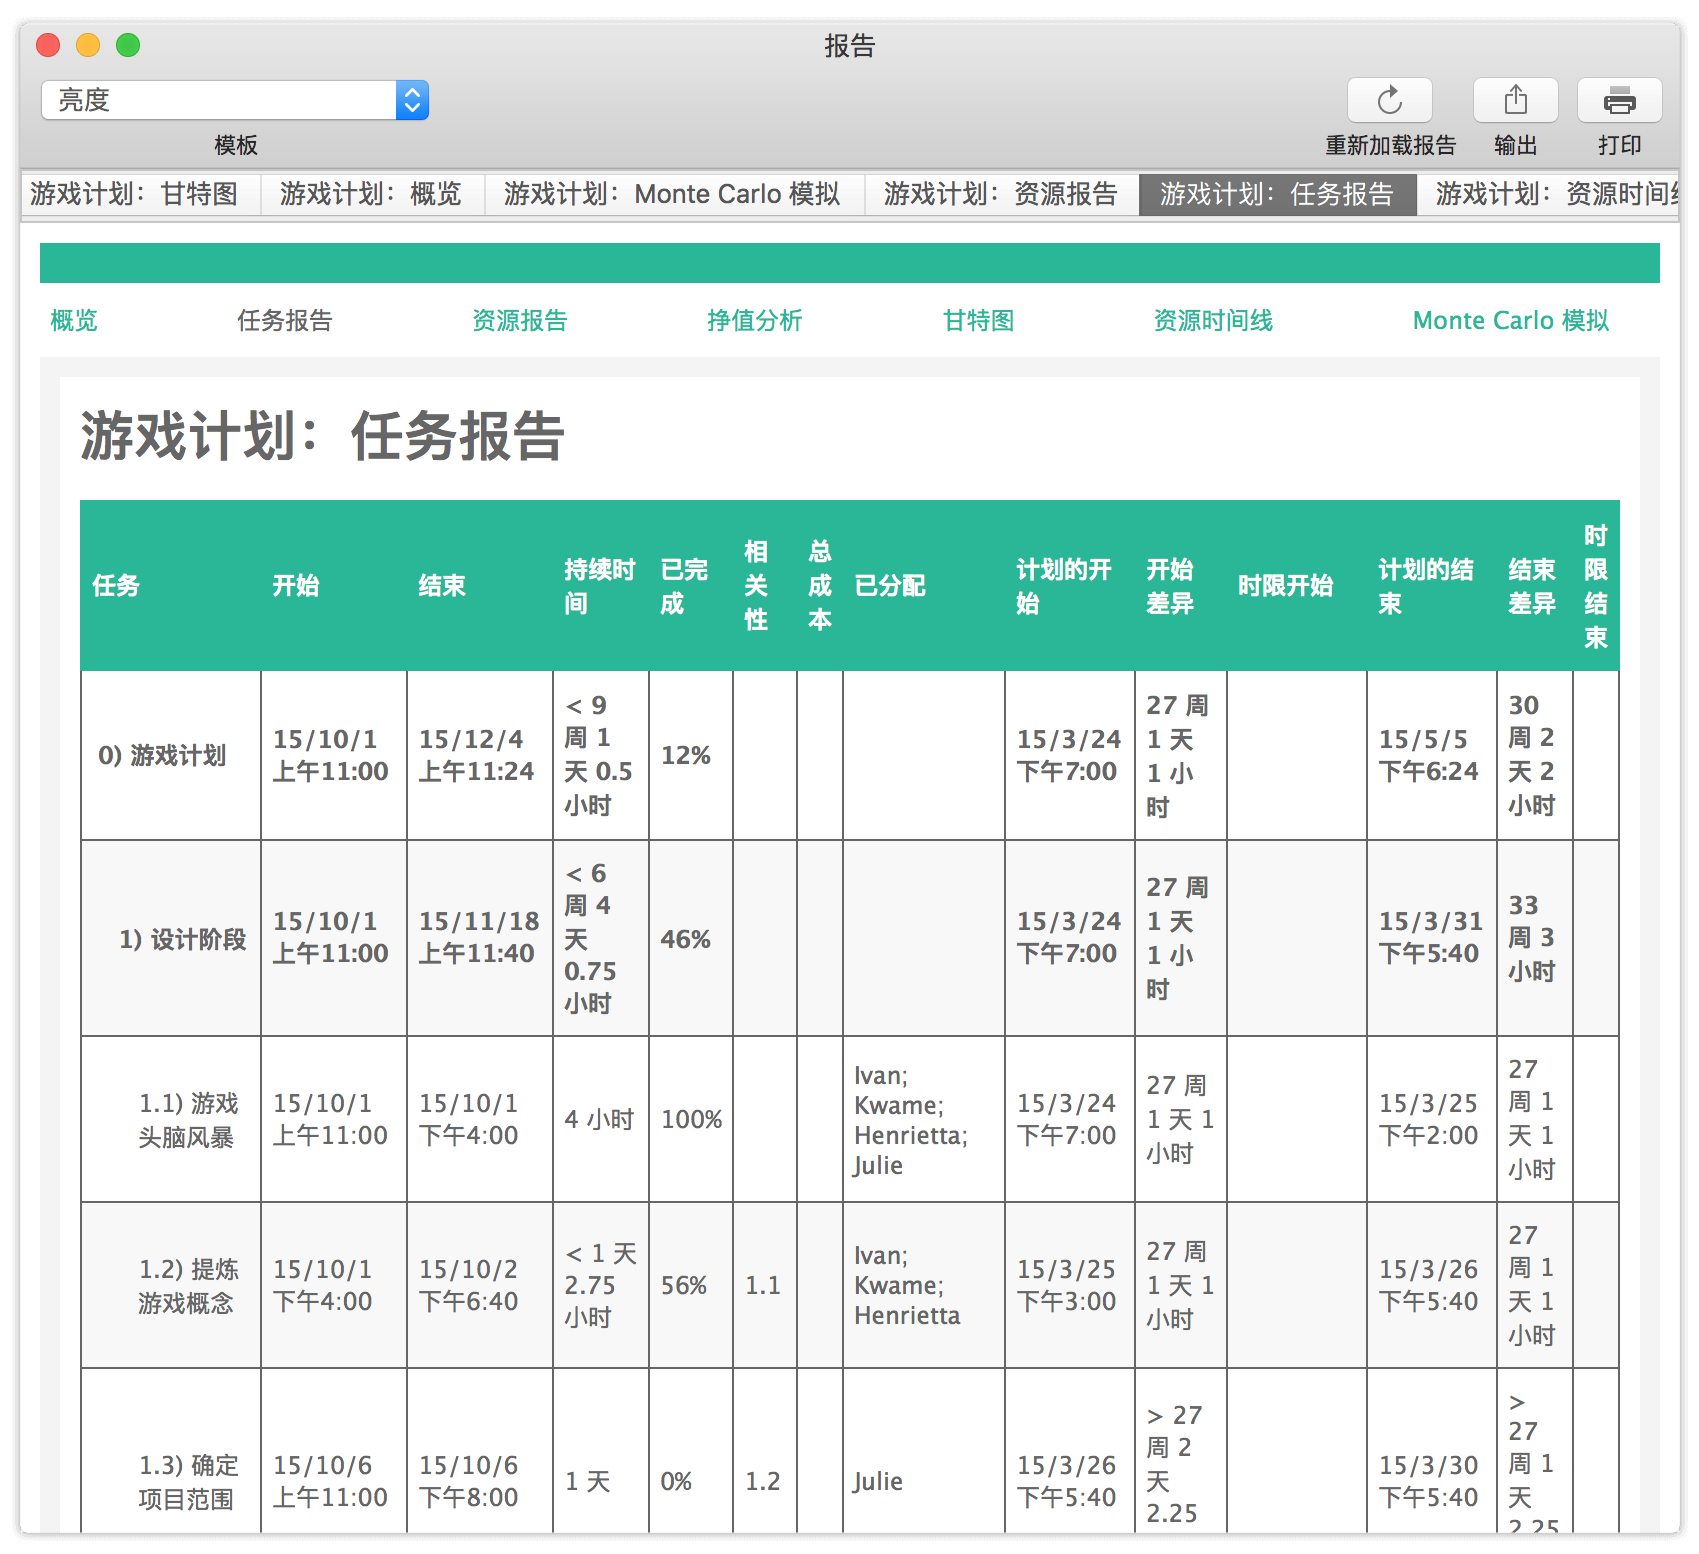 报告
亮度
模板
重新加载报告 输出 打印
游戏计划：甘特图 游戏计划：概览 游戏计划：Monte Carlo 模拟 游戏计划：资源报告 游戏计划：任务报告 游戏计划：资源时间
概览 任务报告 资源报告 挣值分析 甘特图 资源时间线 Monte Carlo 模拟
游戏计划：任务报告
任务
开始
结束
持续时
间
已完
成
相
关
性
总
成
本
已分配
计划的开
始
开始
差异
时限开始
计划的结
束
结束
差异
时
限
结
束
0) 游戏计划
15/10/1
上午11:00
15/12/4
上午11:24
< 9
周 1
天 0.5
小时
12%
15/3/24
下午7:00
27 周
1 天
1 小
时
15/5/5
下午6:24
30
周 2
天 2
小时
1) 设计阶段
15/10/1
上午11:00
15/11/18
上午11:40
< 6
周 4
天
0.75
小时
46%
15/3/24
下午7:00
27 周
1 天
1 小
时
15/3/31
下午5:40
33
周 3
小时
1.1) 游戏
头脑风暴
15/10/1
上午11:00
15/10/1
下午4:00
4 小时
100%
Ivan;
Kwame;
Henrietta;
Julie
15/3/24
下午7:00
27 周
1 天 1
小时
15/3/25
下午2:00
27
周 1
天 1
小时
1.2) 提炼
游戏概念
15/10/1
下午4:00
15/10/2
下午6:40
< 1 天
2.75
小时
56%
1.1
Ivan;
Kwame;
Henrietta
15/3/25
下午3:00
27 周
1 天 1
小时
15/3/26
下午5:40
27
周 1
天 1
小时
1.3) 确定
项目范围
15/10/6
上午11:00
15/10/6
下午8:00
1 天
0%
1.2
Julie
15/3/26
下午5:40
> 27
周 2
天
2.25
15/3/30
下午5:40
>
27
周 1
天
2.25